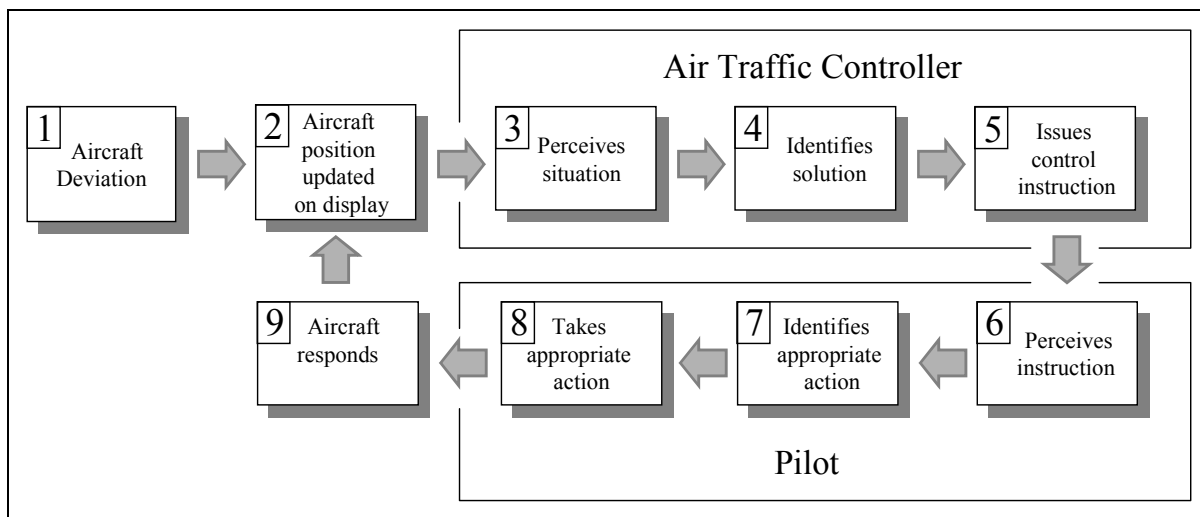 Air Traffic Controller
1
Aircraft
Deviation
2
Aircraft
position
updated
on display
3
Perceives
situation
4
Identifies
solution
5
Issues
control
instruction
6
Perceives
instruction
7
Identifies
appropriate
action
8
Takes
appropriate
action
9
Aircraft
responds
Pilot